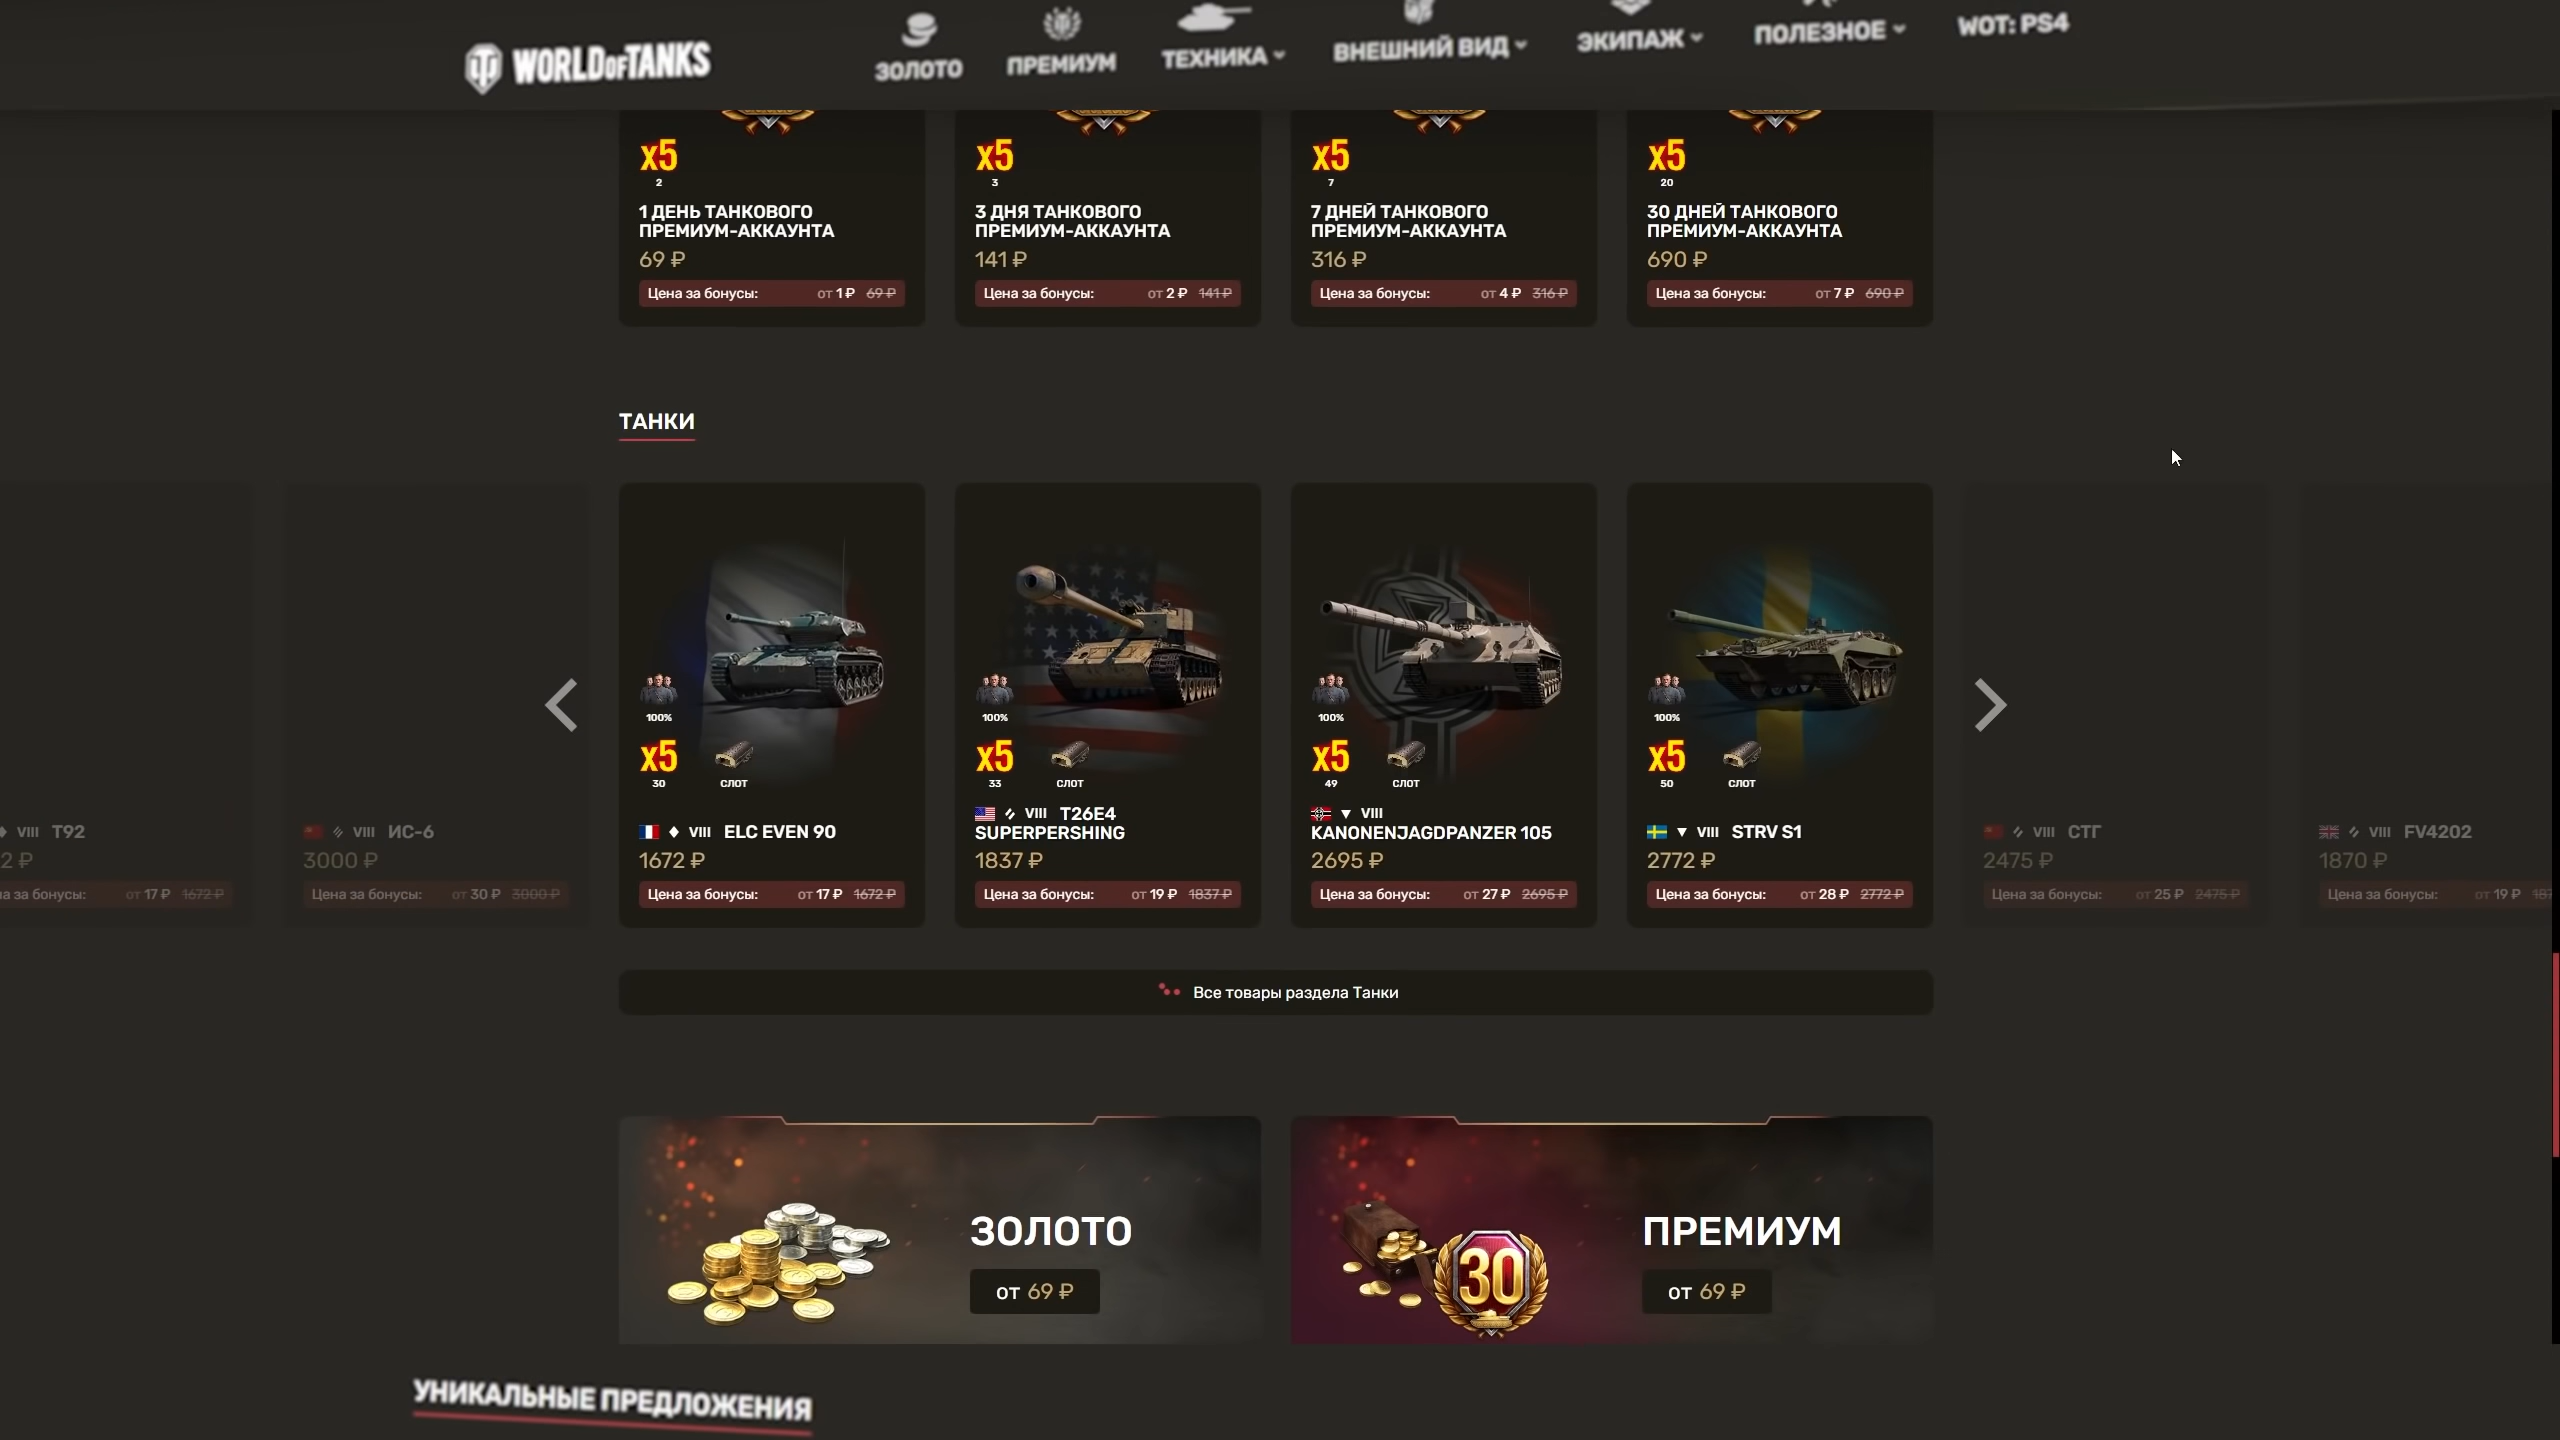 WORLD OF TANKS
ЗОЛОТО
ПРЕМИУМ
ТЕХНИКА
ВНЕШНИЙ ВИД
ЭКИПАЖ
ПОЛЕЗНОЕ
WOT: PS4
x5
2
1 ДЕНЬ ТАНКОВОГО
ПРЕМИУМ-АККАУНТА
69 ₽
Цена за бонусы: от 1 ₽ 69 ₽
x5
3
3 ДНЯ ТАНКОВОГО
ПРЕМИУМ-АККАУНТА
141 ₽
Цена за бонусы: от 2 ₽ 141 ₽
x5
7
7 ДНЕЙ ТАНКОВОГО
ПРЕМИУМ-АККАУНТА
316 ₽
Цена за бонусы: от 4 ₽ 316 ₽
x5
20
30 ДНЕЙ ТАНКОВОГО
ПРЕМИУМ-АККАУНТА
690 ₽
Цена за бонусы: от 7 ₽ 690 ₽
ТАНКИ
VIII T92
2 ₽
за бонусы: от 17 ₽ 1672 ₽
VIII ИС-6
3000 ₽
Цена за бонусы: от 30 ₽ 3000 ₽
100%
x5
30
СЛОТ
VIII ELC EVEN 90
1672 ₽
Цена за бонусы: от 17 ₽ 1672 ₽
100%
x5
33
СЛОТ
VIII T26E4
SUPERPERSHING
1837 ₽
Цена за бонусы: от 19 ₽ 1837 ₽
100%
x5
49
СЛОТ
VIII
KANONENJAGDPANZER 105
2695 ₽
Цена за бонусы: от 27 ₽ 2695 ₽
100%
x5
50
СЛОТ
VIII STRV S1
2772 ₽
Цена за бонусы: от 28 ₽ 2772 ₽
VIII СТГ
2475 ₽
Цена за бонусы: от 25 ₽ 2475 ₽
VIII FV4202
1870 ₽
Цена за бонусы: от 19 ₽ 187
Все товары раздела Танки
ЗОЛОТО
от 69 ₽
30
ПРЕМИУМ
от 69 ₽
УНИКАЛЬНЫЕ ПРЕДЛОЖЕНИЯ